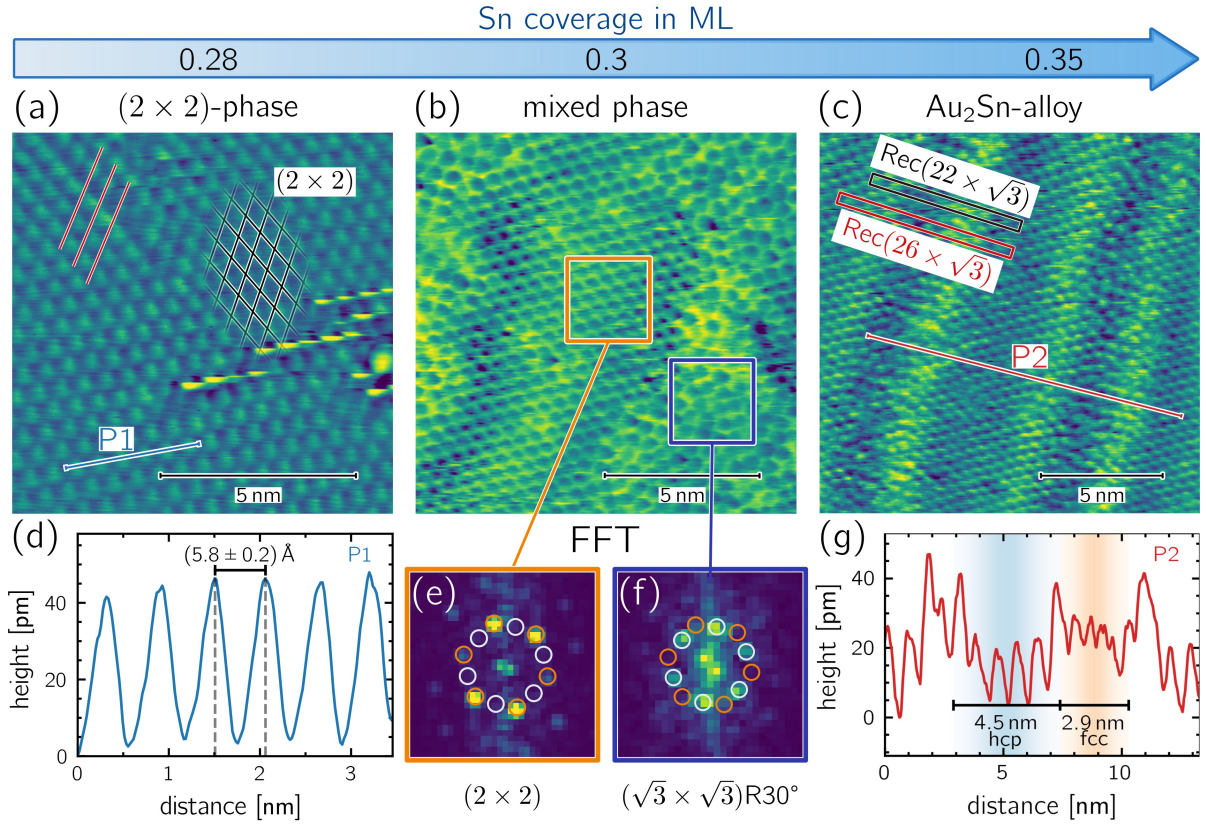 Sn coverage in ML
0.28 0.3 0.35
(a) (2 × 2)-phase
(b) mixed phase
(c) Au₂Sn-alloy
(2 × 2)
P1
5 nm
5 nm
Rec(22 × √3)
Rec(26 × √3)
P2
5 nm
FFT
(d)
(5.8 ± 0.2) Å
P1
height [pm]
40
20
0
0 1 2 3
distance [nm]
(e)
(2 × 2)
(f)
(√3 × √3)R30°
(g)
P2
height [pm]
40
20
0
4.5 nm
hcp
2.9 nm
fcc
0 5 10
distance [nm]